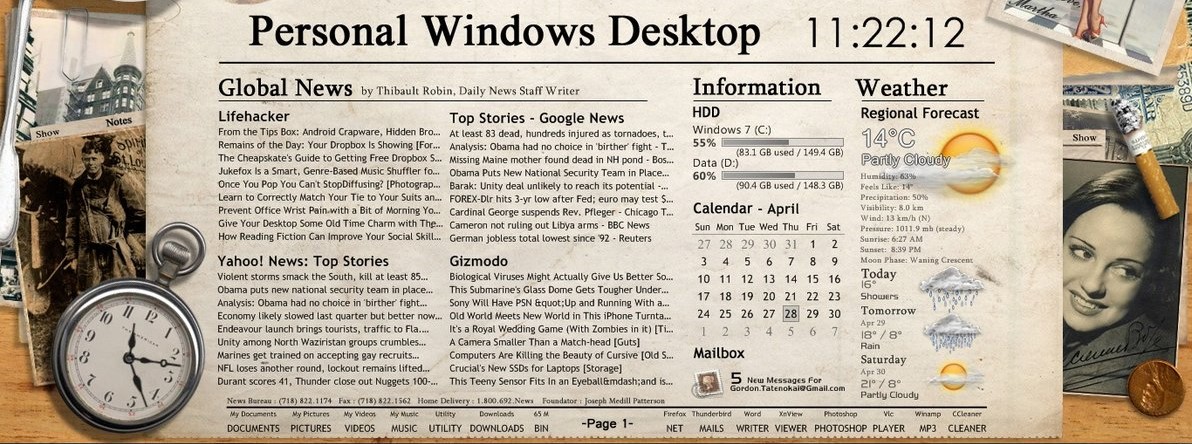 Personal Windows Desktop
11:22:12
Global News by Thibault Robin, Daily News Staff Writer
Lifehacker
From the Tips Box: Android Crapware, Hidden Bro...
Remains of the Day: Your Dropbox Is Showing [For...
The Cheapskate's Guide to Getting Free Dropbox S...
Jukefox Is a Smart, Genre-Based Music Shuffler fo...
Once You Pop You Can't StopDiffusing? [Photograp...
Learn to Correctly Match Your Tie to Your Suits an...
Prevent Office Wrist Pain with a Bit of Morning Yo...
Give Your Desktop Some Old Time Charm with The...
How Reading Fiction Can Improve Your Social Skill...
Top Stories - Google News
At least 83 dead, hundreds injured as tornadoes, t...
Analysis: Obama had no choice in 'birther' fight - T...
Missing Maine mother found dead in NH pond - Bos...
Obama Puts New National Security Team in Place...
Barak: Unity deal unlikely to reach its potential -...
FOREX-Dlr hits 3-yr low after Fed; euro may test $...
Cardinal George suspends Rev. Pfleger - Chicago T...
Cameron not ruling out Libya arms - BBC News
German jobless total lowest since '92 - Reuters
Yahoo! News: Top Stories
Violent storms smack the South, kill at least 85...
Obama puts new national security team in place...
Analysis: Obama had no choice in 'birther' fight...
Economy likely slowed last quarter but better now...
Endeavour launch brings tourists, traffic to Fla....
Unity among North Waziristan groups crumbles...
Marines get trained on accepting gay recruits...
NFL loses another round, lockout remains lifted...
Durant scores 41, Thunder close out Nuggets 100-...
Gizmodo
Biological Viruses Might Actually Give Us Better So...
This Submarine's Glass Dome Gets Tougher Under...
Sony Will Have PSN &quot;Up and Running With a...
Old World Meets New World in This iPhone Turnta...
It's a Royal Wedding Game (With Zombies in it) [Ti...
A Camera Smaller Than a Match-head [Guts]
Computers Are Killing the Beauty of Cursive [Old S...
Crucial's New SSDs for Laptops [Storage]
This Teeny Sensor Fits In an Eyeball&mdash;and is...
Information
HDD
Windows 7 (C:)
55%
(83.1 GB used / 149.4 GB)
Data (D:)
60%
(90.4 GB used / 148.3 GB)
Calendar - April
Sun Mon Tue Wed Thu Fri Sat
27 28 29 30 31 1 2
3 4 5 6 7 8 9
10 11 12 13 14 15 16
17 18 19 20 21 22 23
24 25 26 27 28 29 30
1 2 3 4 5 6 7
Mailbox
5 New Messages For
Gordon.Tatenokai@Gmail.com
Weather
Regional Forecast
14°C
Partly Cloudy
Humidity: 63%
Feels Like: 14°
Precipitation: 50%
Visibility: 8.0 km
Wind: 13 km/h (N)
Pressure: 1011.9 mb (steady)
Sunrise: 6:27 AM
Sunset: 8:39 PM
Moon Phase: Waning Crescent
Today
16°
Showers
Tomorrow
Apr 29
18° / 8°
Rain
Saturday
Apr 30
21° / 8°
Partly Cloudy
News Bureau : (718) 822.1174 Fax : (718) 822.1562 Home Delivery : 1.800.692.News Foundator : Joseph Medill Patterson
My Documents My Pictures My Videos My Music Utility Downloads 65 M
DOCUMENTS PICTURES VIDEOS MUSIC UTILITY DOWNLOADS BIN
-Page 1-
Firefox Thunderbird Word XnView Photoshop Vlc Winamp CCleaner
NET MAILS WRITER VIEWER PHOTOSHOP PLAYER MP3 CLEANER
Show
Notes
Show
Martha
Love,